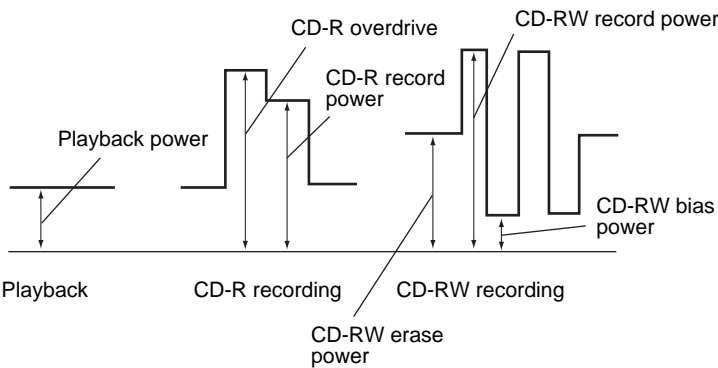 CD-R overdrive
CD-RW record power
CD-R record
power
Playback power
CD-RW bias
power
Playback
CD-R recording
CD-RW recording
CD-RW erase
power